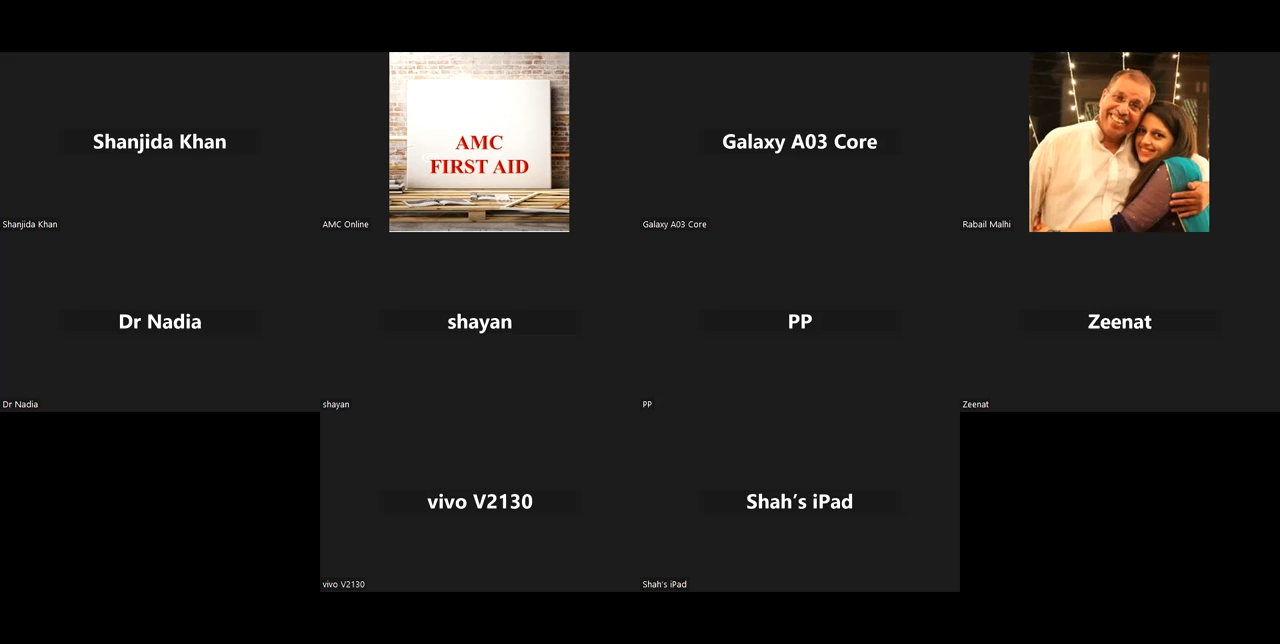 Shanjida Khan
Shanjida Khan
AMC
FIRST AID
AMC Online
Galaxy A03 Core
Galaxy A03 Core
Rabail Malhi
Dr Nadia
Dr Nadia
shayan
shayan
PP
PP
Zeenat
Zeenat
vivo V2130
vivo V2130
Shah’s iPad
Shah's iPad